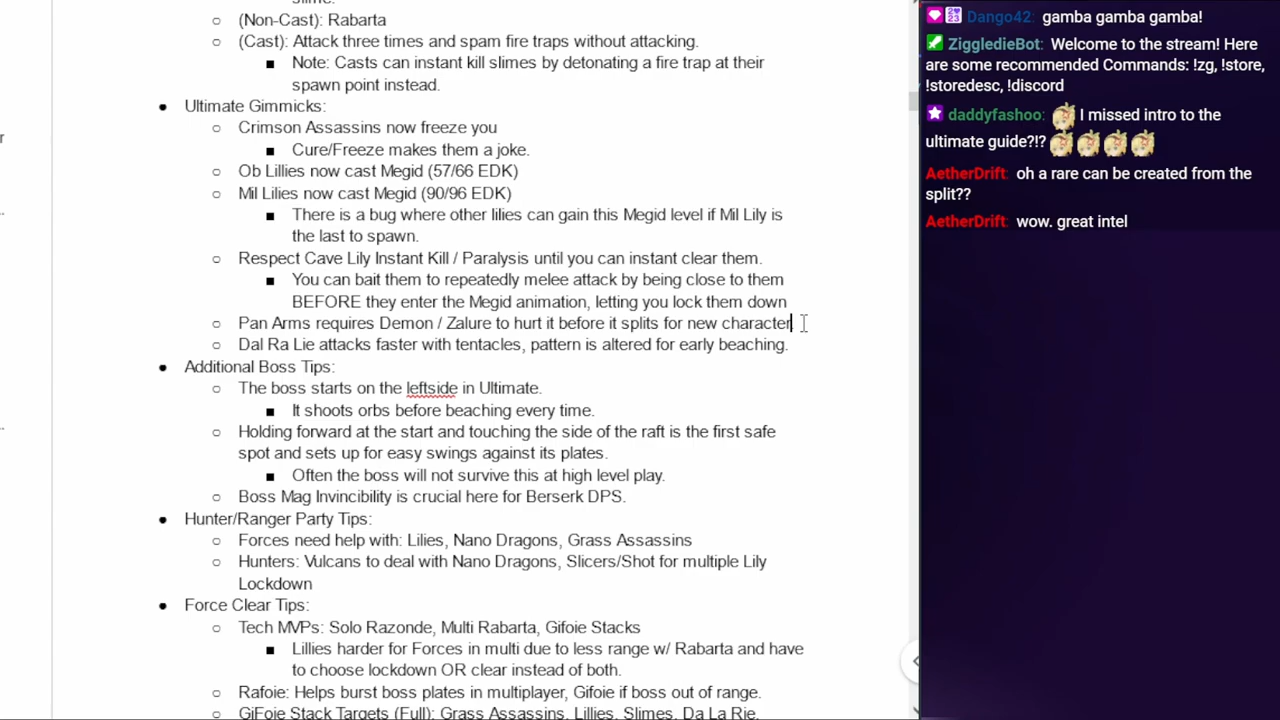 slime.
(Non-Cast): Rabarta
(Cast): Attack three times and spam fire traps without attacking.
Note: Casts can instant kill slimes by detonating a fire trap at their
spawn point instead.
Ultimate Gimmicks:
Crimson Assassins now freeze you
Cure/Freeze makes them a joke.
Ob Lillies now cast Megid (57/66 EDK)
Mil Lilies now cast Megid (90/96 EDK)
There is a bug where other lilies can gain this Megid level if Mil Lily is
the last to spawn.
Respect Cave Lily Instant Kill / Paralysis until you can instant clear them.
You can bait them to repeatedly melee attack by being close to them
BEFORE they enter the Megid animation, letting you lock them down
Pan Arms requires Demon / Zalure to hurt it before it splits for new character.
Dal Ra Lie attacks faster with tentacles, pattern is altered for early beaching.
Additional Boss Tips:
The boss starts on the leftside in Ultimate.
It shoots orbs before beaching every time.
Holding forward at the start and touching the side of the raft is the first safe
spot and sets up for easy swings against its plates.
Often the boss will not survive this at high level play.
Boss Mag Invincibility is crucial here for Berserk DPS.
Hunter/Ranger Party Tips:
Forces need help with: Lilies, Nano Dragons, Grass Assassins
Hunters: Vulcans to deal with Nano Dragons, Slicers/Shot for multiple Lily
Lockdown
Force Clear Tips:
Tech MVPs: Solo Razonde, Multi Rabarta, Gifoie Stacks
Lillies harder for Forces in multi due to less range w/ Rabarta and have
to choose lockdown OR clear instead of both.
Rafoie: Helps burst boss plates in multiplayer, Gifoie if boss out of range.
GiFoie Stack Targets (Full): Grass Assassins, Lillies, Slimes, Da La Rie,
Dango42: gamba gamba gamba!
ZiggledieBot: Welcome to the stream! Here
are some recommended Commands: !zg, !store,
!storedesc, !discord
daddyfashoo: I missed intro to the
ultimate guide?!?
AetherDrift: oh a rare can be created from the
split??
AetherDrift: wow. great intel